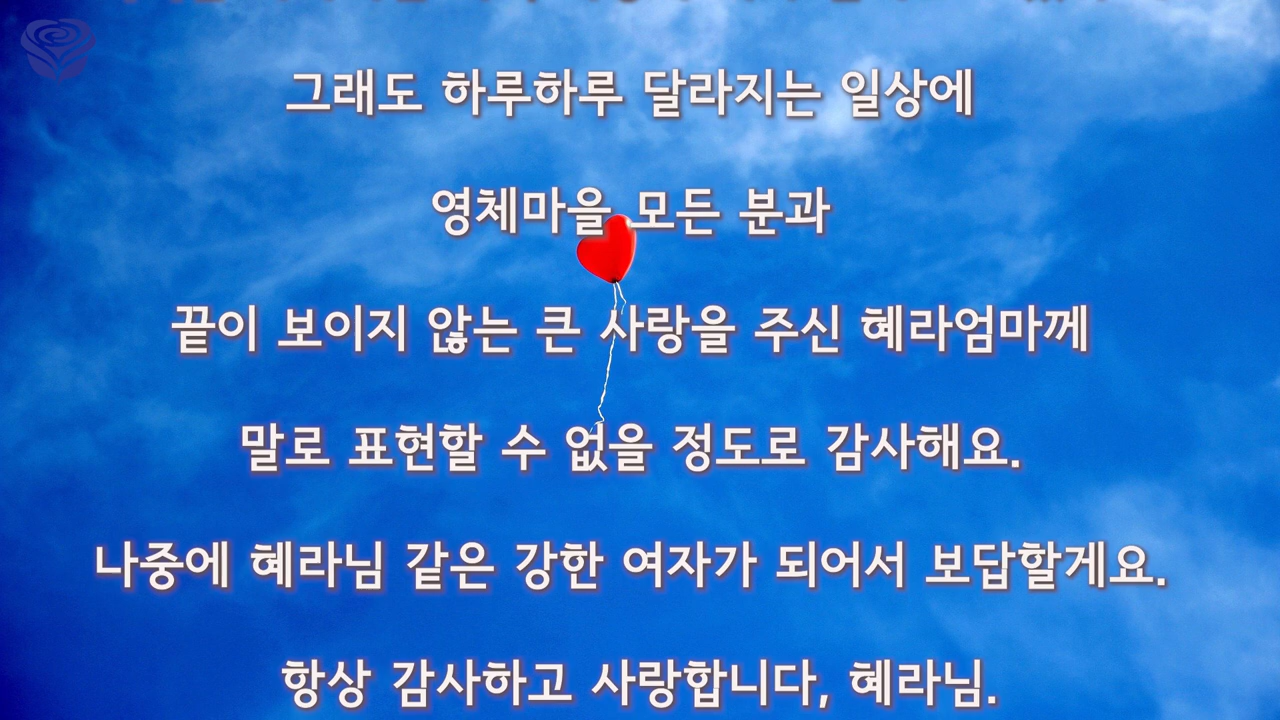 그래도 하루하루 달라지는 일상에
영체마을 모든 분과
끝이 보이지 않는 큰 사랑을 주신 혜라엄마께
말로 표현할 수 없을 정도로 감사해요.
나중에 혜라님 같은 강한 여자가 되어서 보답할게요.
항상 감사하고 사랑합니다, 혜라님.